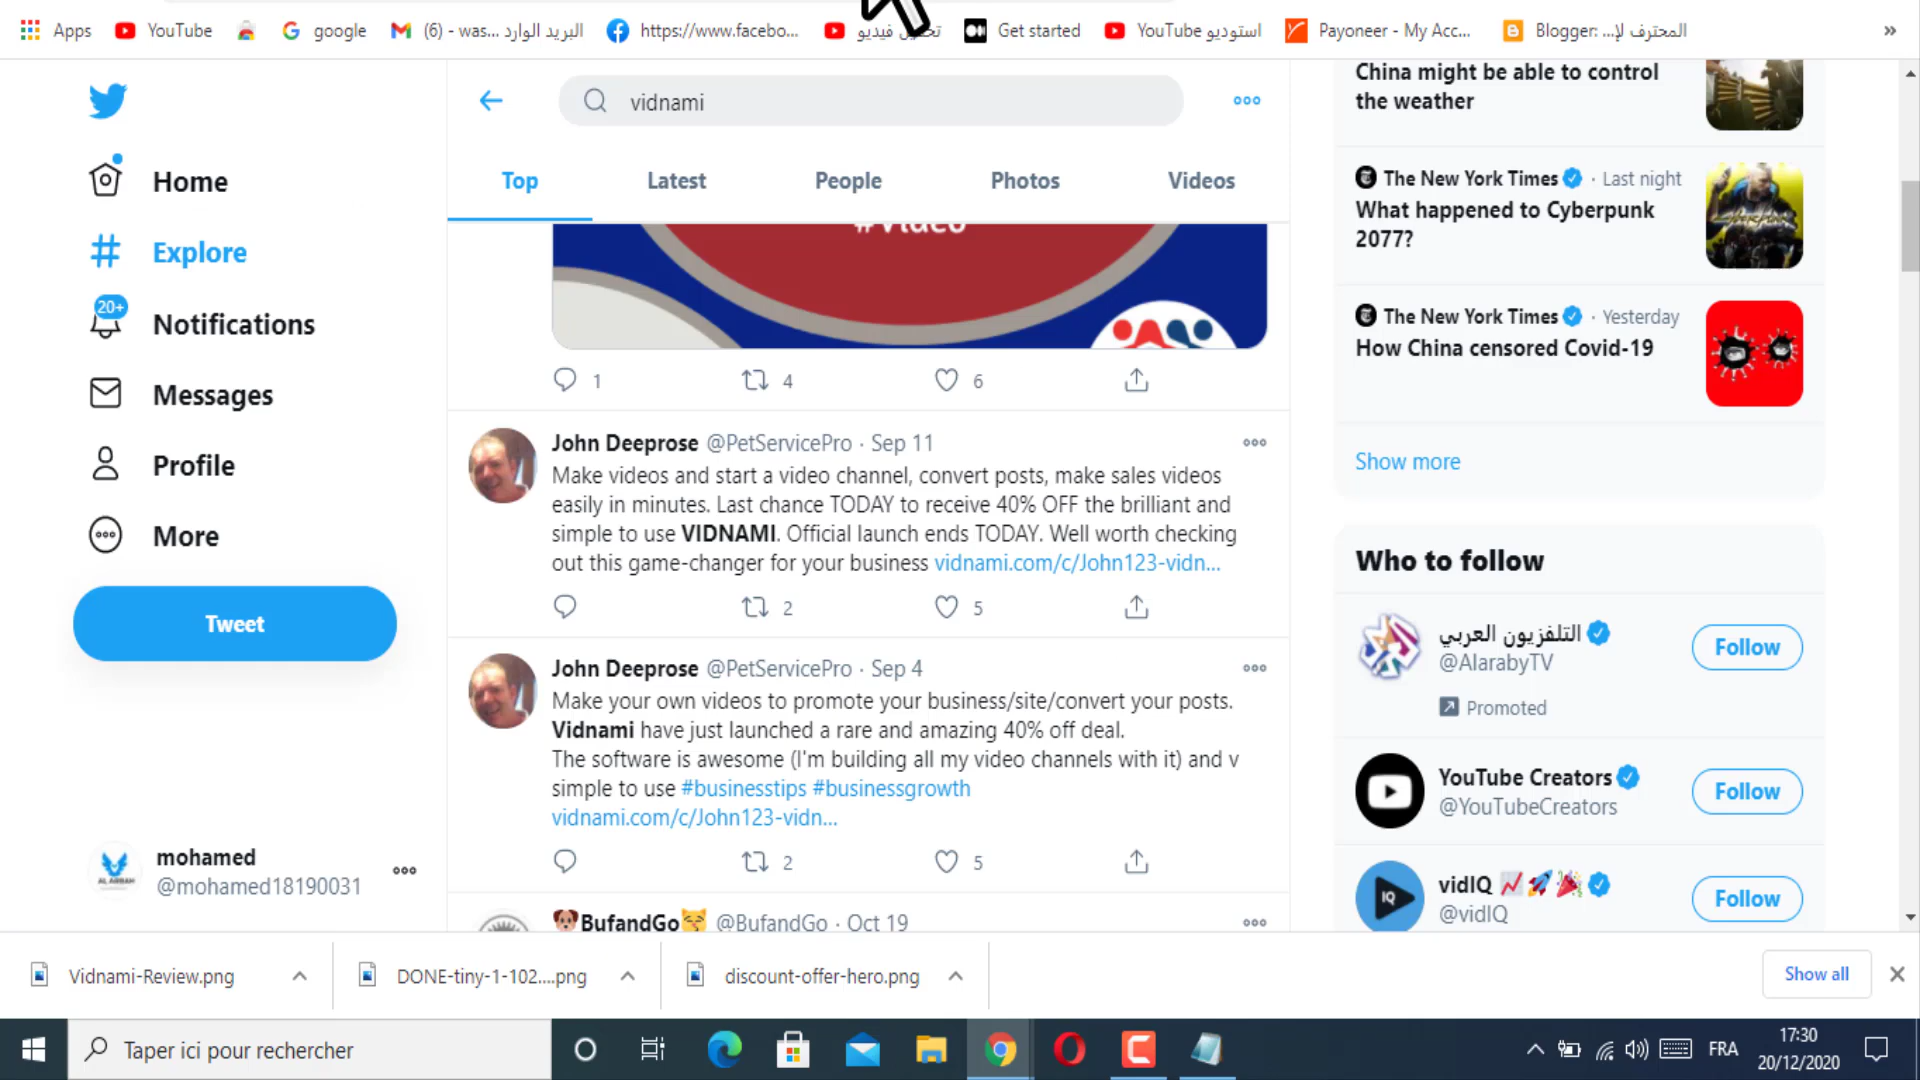 Apps
YouTube
google
(6) - was... البريد الوارد
https://www.facebo...
تحليل فيديو
Get started
YouTube استوديو
Payoneer - My Acc...
Blogger: ...المحترف لإ
»
vidnami
Top
Latest
People
Photos
Videos
Home
Explore
20+
Notifications
Messages
Profile
More
Tweet
mohamed
@mohamed18190031
#Video
1
4
6
John Deeprose @PetServicePro · Sep 11
Make videos and start a video channel, convert posts, make sales videos
easily in minutes. Last chance TODAY to receive 40% OFF the brilliant and
simple to use VIDNAMI. Official launch ends TODAY. Well worth checking
out this game-changer for your business vidnami.com/c/John123-vidn...
2
5
John Deeprose @PetServicePro · Sep 4
Make your own videos to promote your business/site/convert your posts.
Vidnami have just launched a rare and amazing 40% off deal.
The software is awesome (I'm building all my video channels with it) and v
simple to use #businesstips #businessgrowth
vidnami.com/c/John123-vidn...
2
5
BufandGo @BufandGo · Oct 19
China might be able to control
the weather
The New York Times · Last night
What happened to Cyberpunk
2077?
The New York Times · Yesterday
How China censored Covid-19
Show more
Who to follow
التلفزيون العربي
@AlarabyTV
Follow
Promoted
YouTube Creators
@YouTubeCreators
Follow
vidIQ
@vidIQ
Follow
IQ
Vidnami-Review.png
DONE-tiny-1-102....png
discount-offer-hero.png
Show all
Taper ici pour rechercher
FRA
17:30
20/12/2020